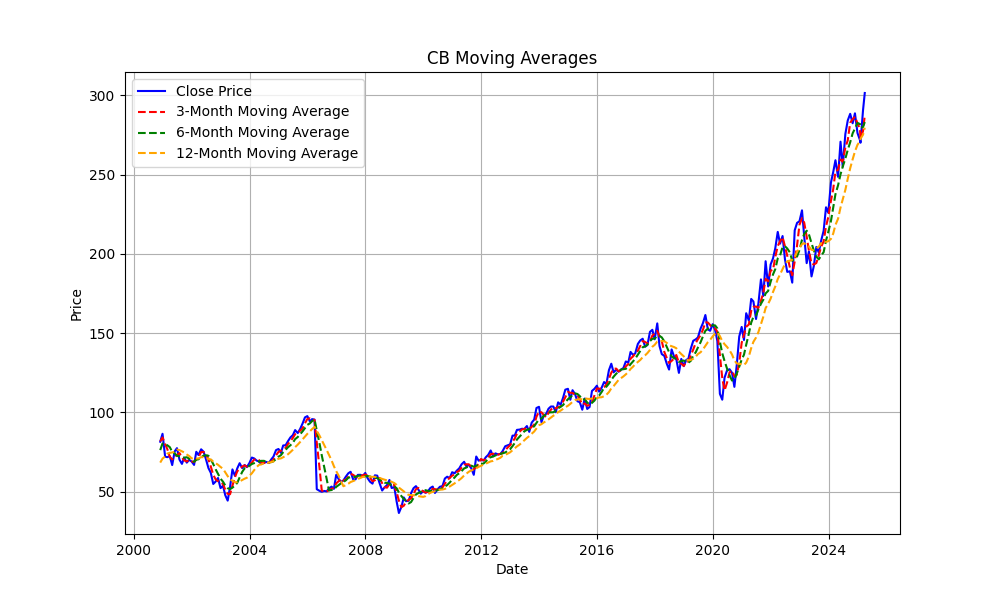 CB Moving Averages
Close Price
3-Month Moving Average
6-Month Moving Average
12-Month Moving Average
Price
300
250
200
150
100
50
2000 2004 2008 2012 2016 2020 2024
Date